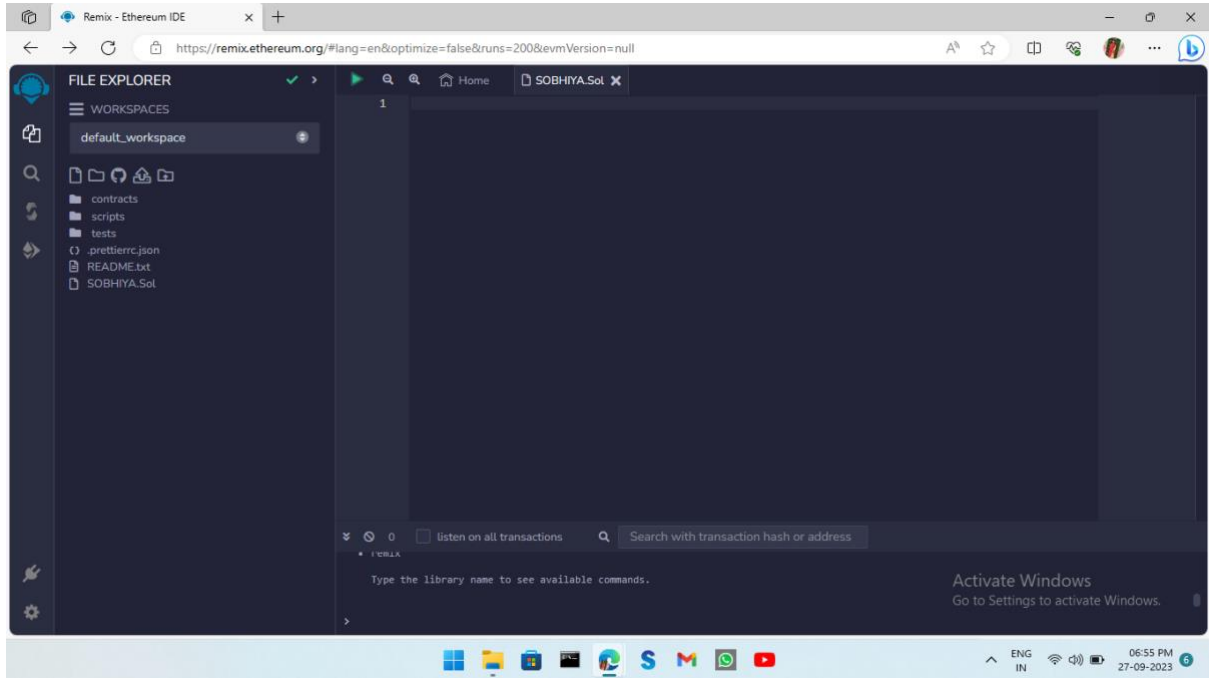 Remix - Ethereum IDE
https://remix.ethereum.org/#lang=en&optimize=false&runs=200&evmVersion=null
FILE EXPLORER
WORKSPACES
default_workspace
contracts
scripts
tests
.prettierrc.json
README.txt
SOBHIYA.Sol
Home
SOBHIYA.Sol
1
0
listen on all transactions
Search with transaction hash or address
remix
Type the library name to see available commands.
>
Activate Windows
Go to Settings to activate Windows.
ENG
IN
06:55 PM
27-09-2023
6